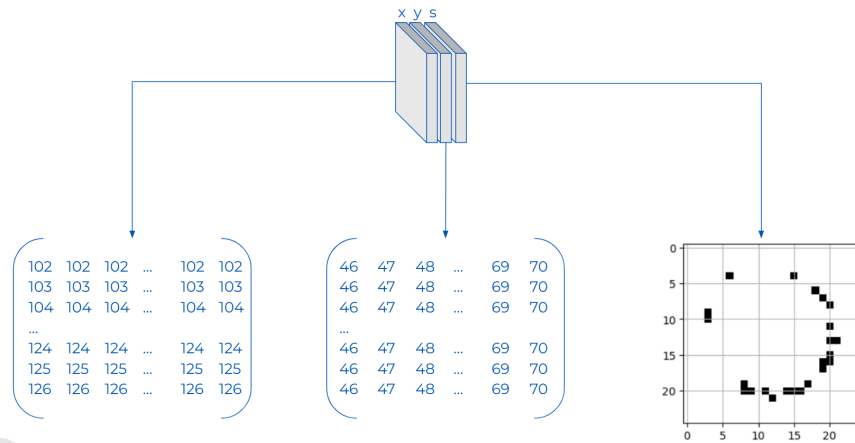 x y s
102 102 102 ... 102 102
103 103 103 ... 103 103
104 104 104 ... 104 104
...
124 124 124 ... 124 124
125 125 125 ... 125 125
126 126 126 ... 126 126
46 47 48 ... 69 70
46 47 48 ... 69 70
46 47 48 ... 69 70
...
46 47 48 ... 69 70
46 47 48 ... 69 70
46 47 48 ... 69 70
0
5
10
15
20
0 5 10 15 20